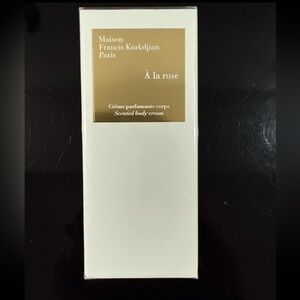 Maison
Francis Kurkdjian
Paris
À la rose
Crème parfumante corps
Scented body cream